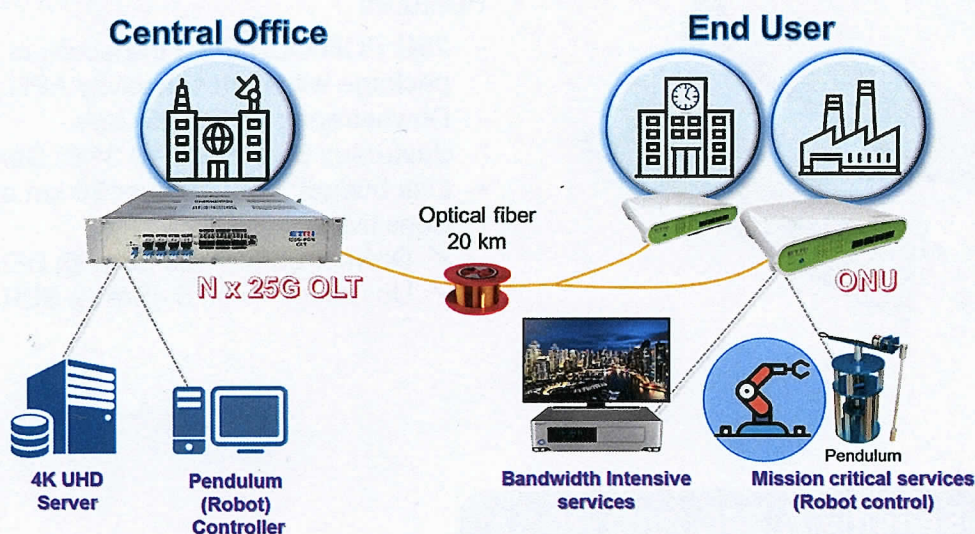 Central Office
End User
Optical fiber
20 km
ETRI
N x 25G OLT
ONU
4K UHD
Server
Pendulum
(Robot)
Controller
Bandwidth Intensive
services
Pendulum
Mission critical services
(Robot control)